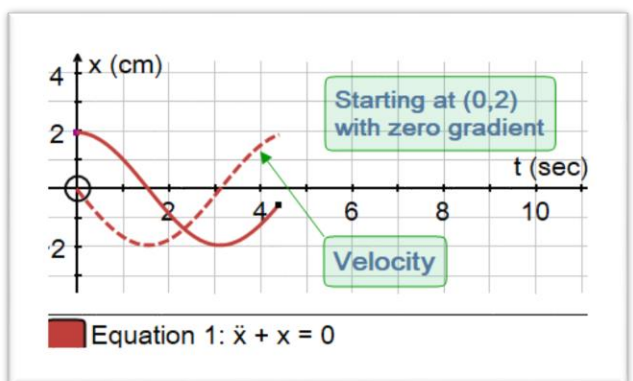 x (cm)
4
2
-2
Starting at (0,2)
with zero gradient
t (sec)
2 4 6 8 10
Velocity
Equation 1: ẍ + x = 0